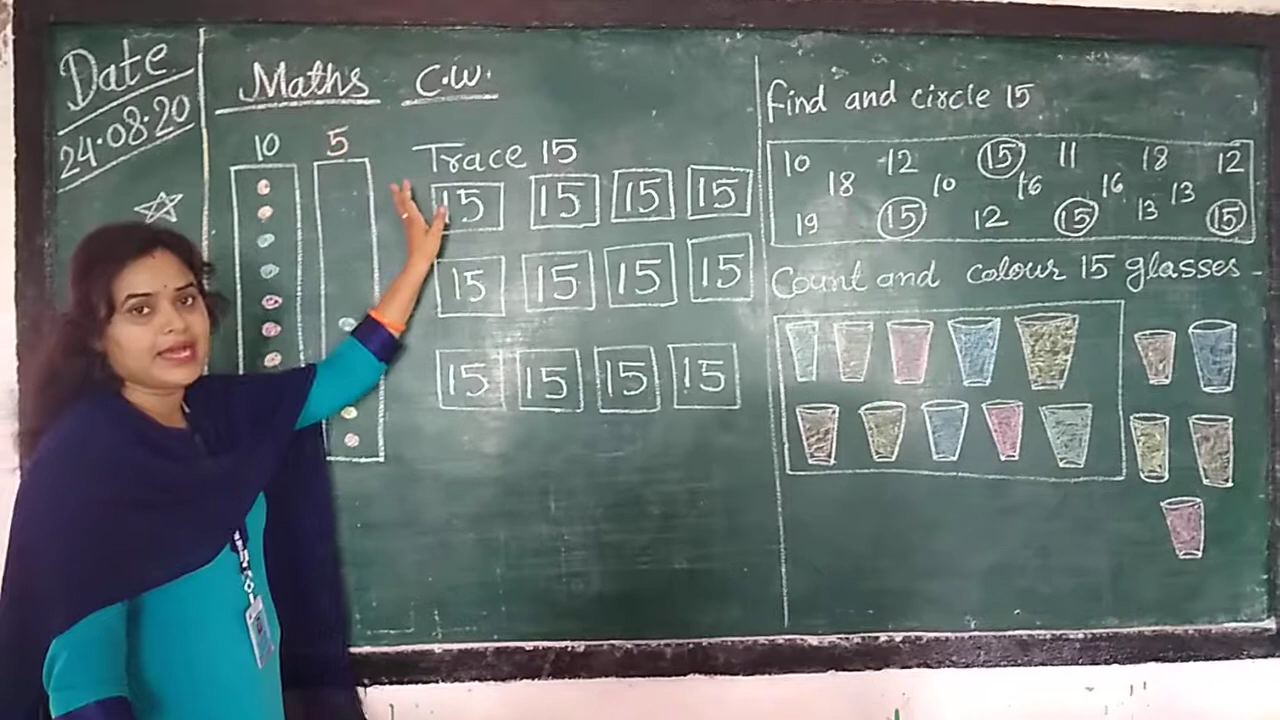 Date
24.08.20
Maths C.W.
10 5
Trace 15
15 15 15 15
15 15 15 15
15 15 15 15
Find and circle 15
10 12 15 11 18 12
18 10 16 16 13
19 15 12 15 13 15
Count and colour 15 glasses